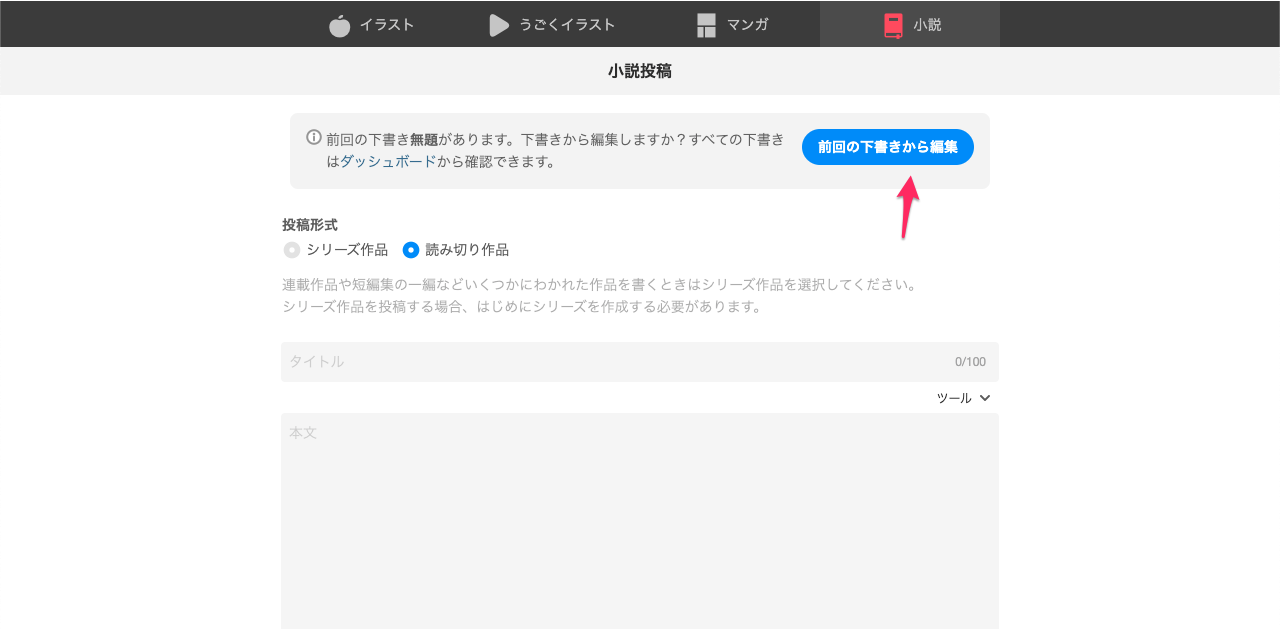 イラスト
うごくイラスト
マンガ
小説
小説投稿
前回の下書き無題があります。下書きから編集しますか？すべての下書き
はダッシュボードから確認できます。
前回の下書きから編集
投稿形式
シリーズ作品 読み切り作品
連載作品や短編集の一編などいくつかにわかれた作品を書くときはシリーズ作品を選択してください。
シリーズ作品を投稿する場合、はじめにシリーズを作成する必要があります。
タイトル 0/100
ツール
本文